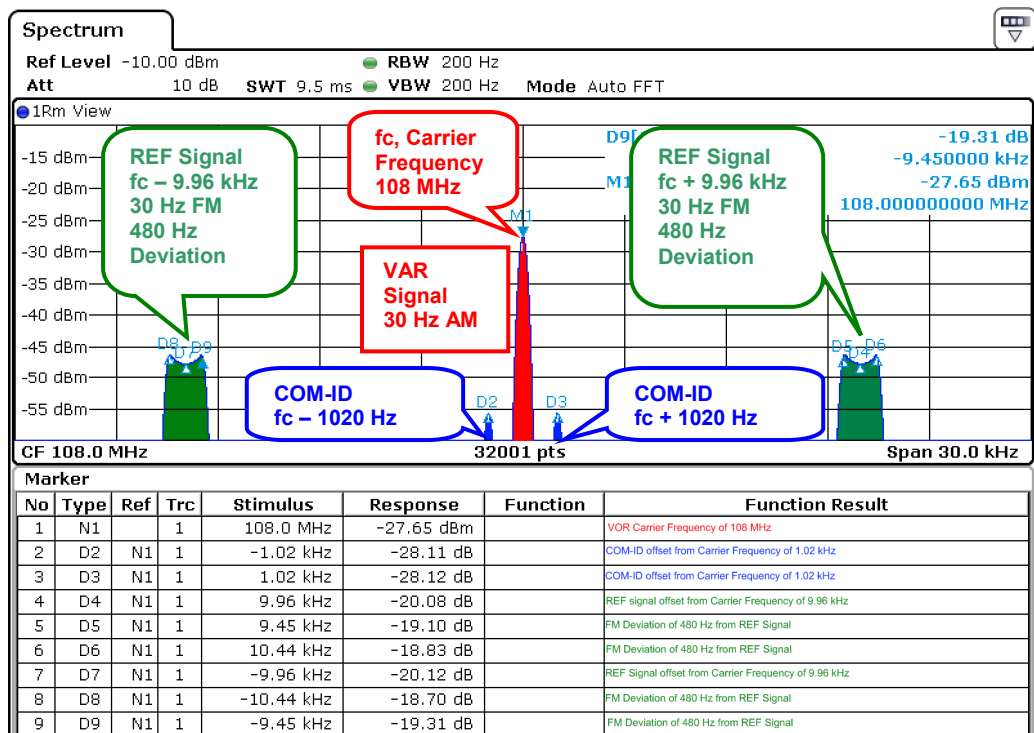 Spectrum
Ref Level -10.00 dBm RBW 200 Hz
Att 10 dB SWT 9.5 ms VBW 200 Hz Mode Auto FFT
1Rm View
D9[ -19.31 dB
-9.450000 kHz
M1 -27.65 dBm
108.000000000 MHz
-15 dBm
-20 dBm
-25 dBm
-30 dBm
-35 dBm
-40 dBm
-45 dBm
-50 dBm
-55 dBm
REF Signal
fc – 9.96 kHz
30 Hz FM
480 Hz
Deviation
fc, Carrier
Frequency
108 MHz
REF Signal
fc + 9.96 kHz
30 Hz FM
480 Hz
Deviation
M1
VAR
Signal
30 Hz AM
D8 D7 D9
D5 D4 D6
COM-ID
fc – 1020 Hz
D2 D3
COM-ID
fc + 1020 Hz
CF 108.0 MHz 32001 pts Span 30.0 kHz
Marker
No Type Ref Trc Stimulus Response Function Function Result
1 N1 1 108.0 MHz -27.65 dBm VOR Carrier Frequency of 108 MHz
2 D2 N1 1 -1.02 kHz -28.11 dB COM-ID offset from Carrier Frequency of 1.02 kHz
3 D3 N1 1 1.02 kHz -28.12 dB COM-ID offset from Carrier Frequency of 1.02 kHz
4 D4 N1 1 9.96 kHz -20.08 dB REF signal offset from Carrier Frequency of 9.96 kHz
5 D5 N1 1 9.45 kHz -19.10 dB FM Deviation of 480 Hz from REF Signal
6 D6 N1 1 10.44 kHz -18.83 dB FM Deviation of 480 Hz from REF Signal
7 D7 N1 1 -9.96 kHz -20.12 dB REF Signal offset from Carrier Frequency of 9.96 kHz
8 D8 N1 1 -10.44 kHz -18.70 dB FM Deviation of 480 Hz from REF Signal
9 D9 N1 1 -9.45 kHz -19.31 dB FM Deviation of 480 Hz from REF Signal